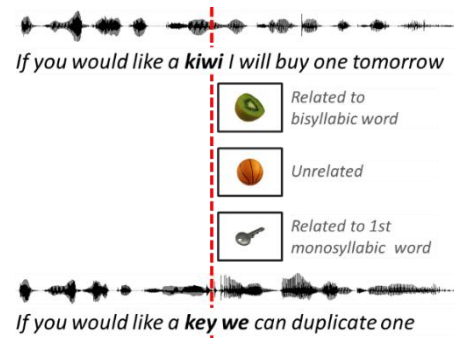 If you would like a kiwi I will buy one tomorrow
Related to
bisyllabic word
Unrelated
Related to 1st
monosyllabic word
If you would like a key we can duplicate one